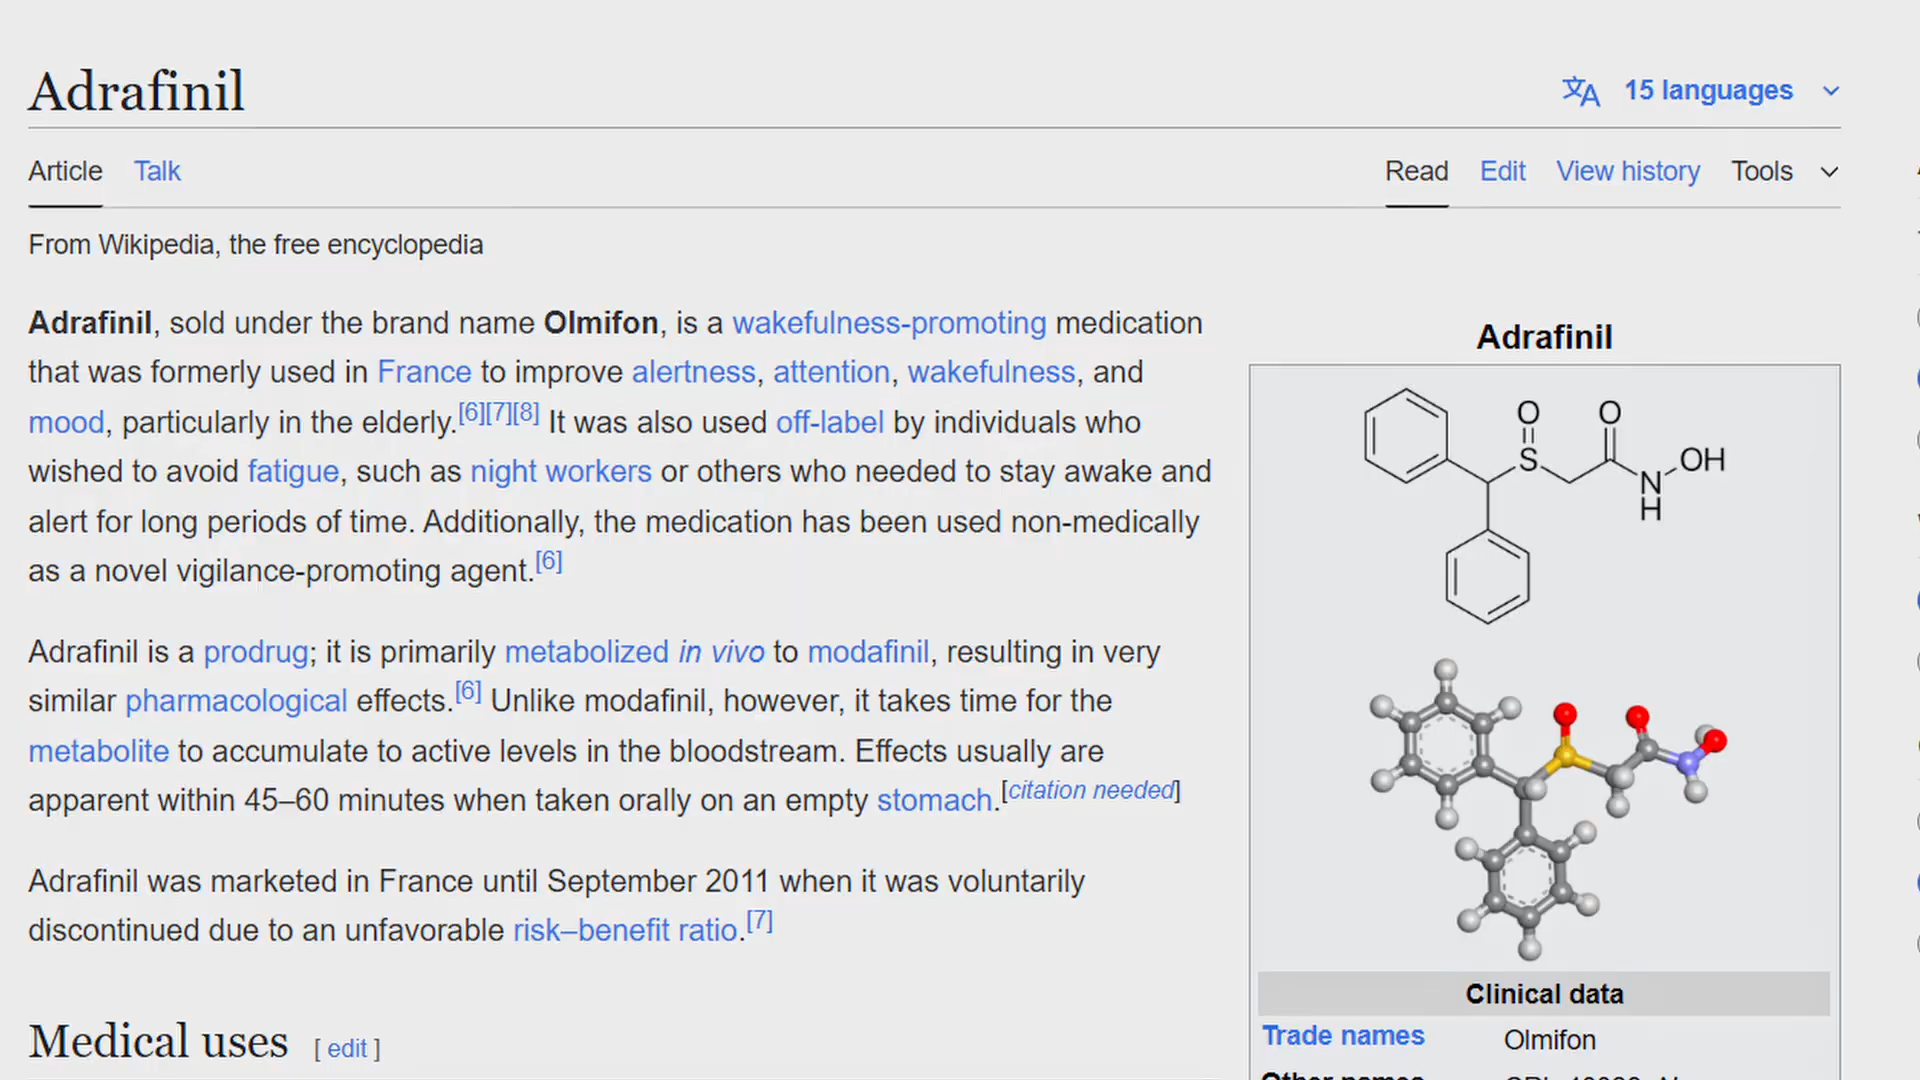 Adrafinil
文A 15 languages
Article Talk
Read Edit View history Tools
From Wikipedia, the free encyclopedia
Adrafinil, sold under the brand name Olmifon, is a wakefulness-promoting medication
that was formerly used in France to improve alertness, attention, wakefulness, and
mood, particularly in the elderly.[6][7][8] It was also used off-label by individuals who
wished to avoid fatigue, such as night workers or others who needed to stay awake and
alert for long periods of time. Additionally, the medication has been used non-medically
as a novel vigilance-promoting agent.[6]
Adrafinil is a prodrug; it is primarily metabolized in vivo to modafinil, resulting in very
similar pharmacological effects.[6] Unlike modafinil, however, it takes time for the
metabolite to accumulate to active levels in the bloodstream. Effects usually are
apparent within 45–60 minutes when taken orally on an empty stomach.[citation needed]
Adrafinil was marketed in France until September 2011 when it was voluntarily
discontinued due to an unfavorable risk–benefit ratio.[7]
Medical uses [ edit ]
Adrafinil
O O
S N OH
H
Clinical data
Trade names Olmifon
Other names